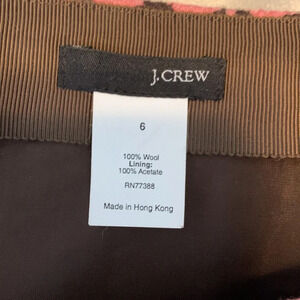 J.CREW
6
100% Wool
Lining:
100% Acetate
RN77388
Made in Hong Kong